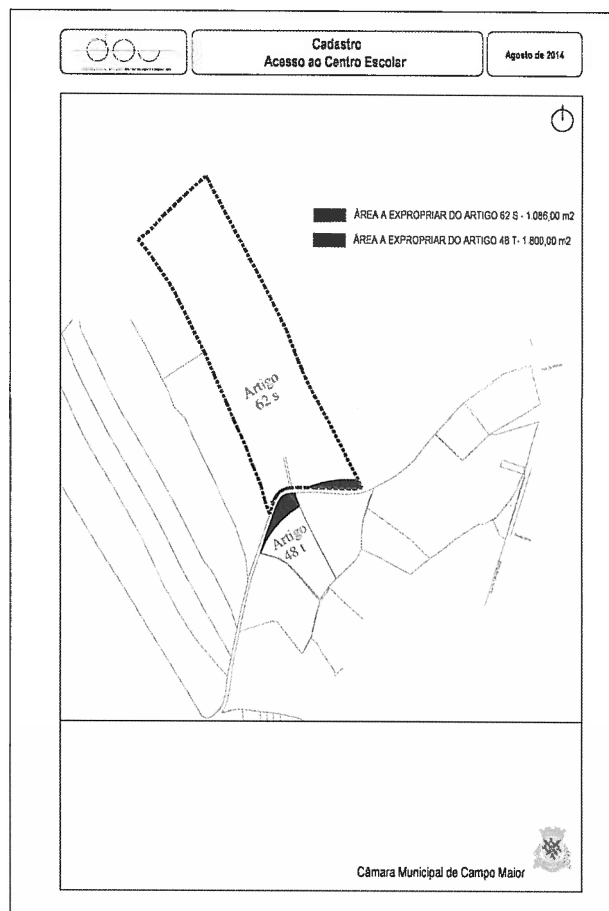 Cadastro
Acesso ao Centro Escolar
Agosto de 2014
ÁREA A EXPROPRIAR DO ARTIGO 62 S - 1.086,00 m2
ÁREA A EXPROPRIAR DO ARTIGO 48 T- 1.800,00 m2
Artigo
62 s
Artigo
48 t
Câmara Municipal de Campo Maior